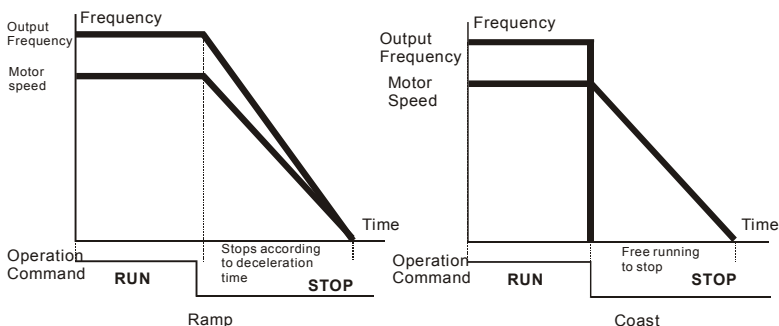 Frequency
Output
Frequency
Motor
speed
Time
Stops according
to deceleration
time
Operation
Command
RUN
STOP
Ramp
Frequency
Output
Frequency
Motor
Speed
Time
Free running
to stop
Operation
Command
RUN
STOP
Coast